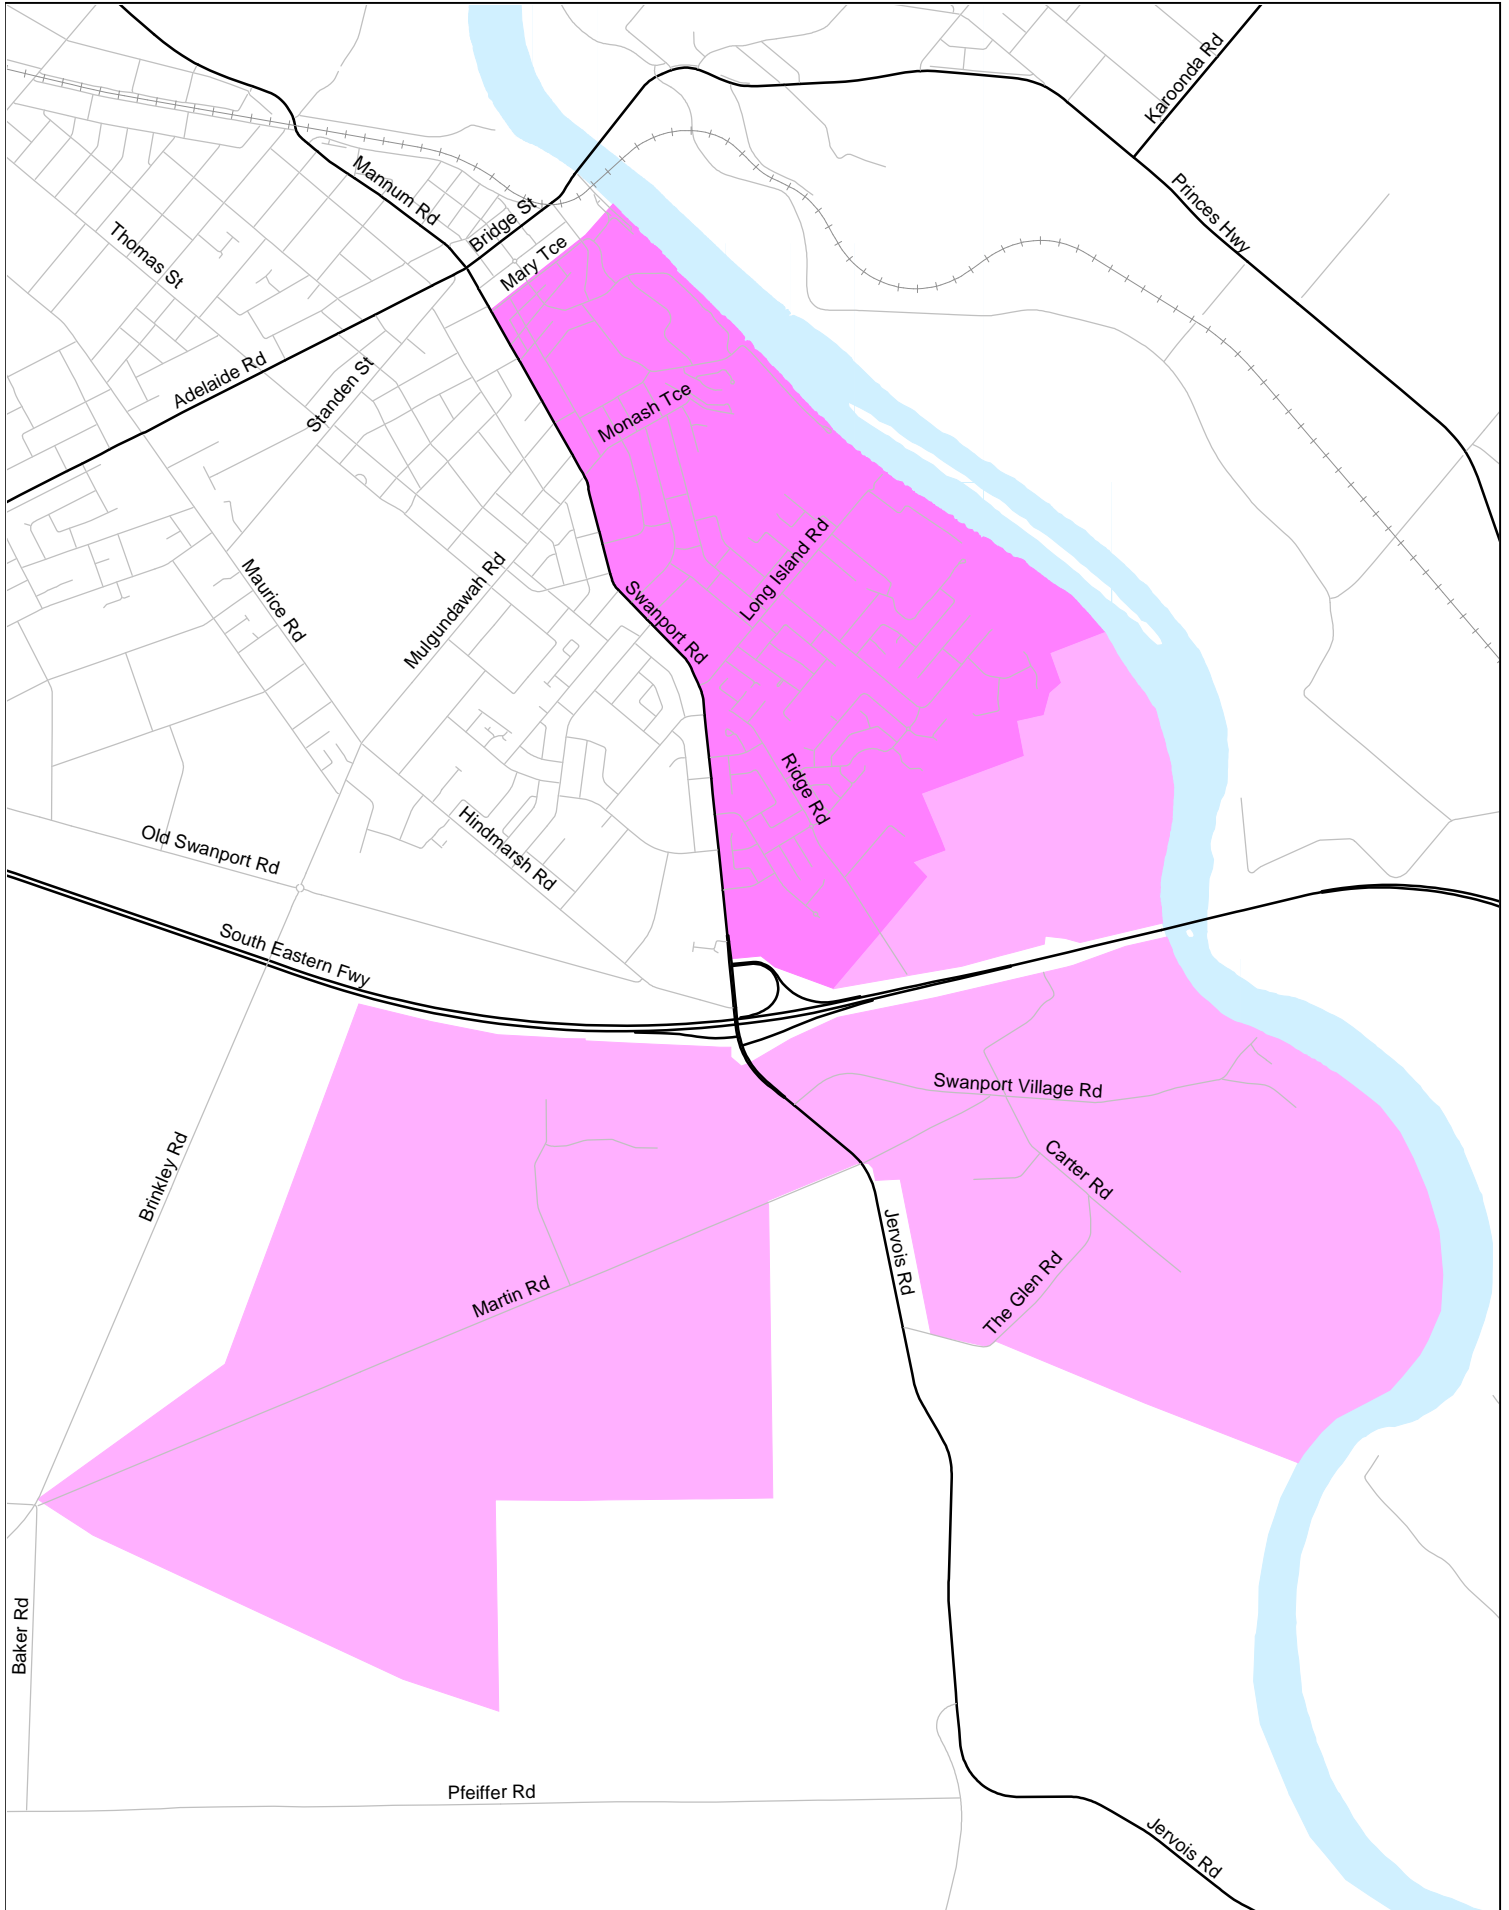 Karoonda Rd
Mannum Rd
Princes Hwy
Bridge St
Thomas St
Mary Tce
Adelaide Rd
Standen St
Monash Tce
Long Island Rd
Maurice Rd
Mulgundawah Rd
Swanport Rd
Ridge Rd
Hindmarsh Rd
Old Swanport Rd
South Eastern Fwy
Swanport Village Rd
Brinkley Rd
Carter Rd
Jervois Rd
The Glen Rd
Martin Rd
Baker Rd
Pfeiffer Rd
Jervois Rd